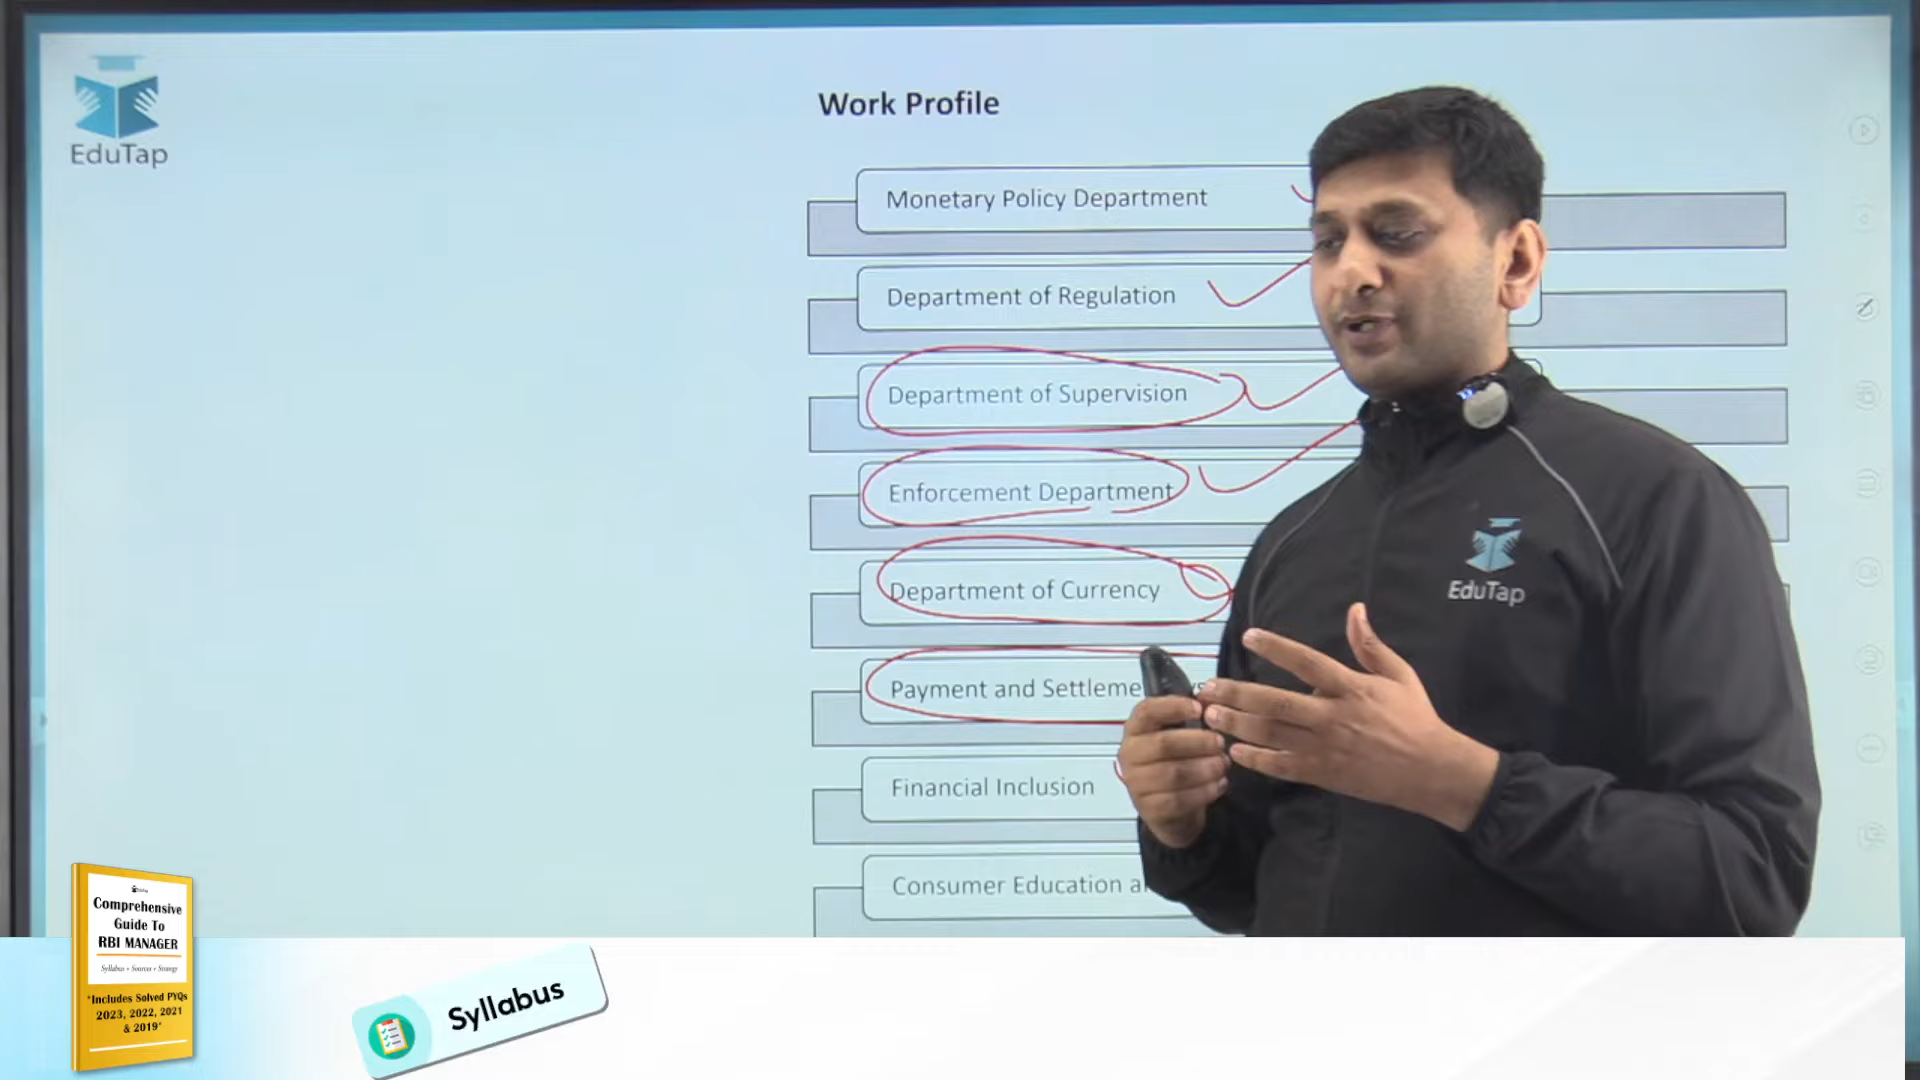 EduTap
Work Profile
Monetary Policy Department
Department of Regulation
Department of Supervision
Enforcement Department
Department of Currency
Payment and Settleme
Financial Inclusion
Consumer Education a
EduTap
Comprehensive
Guide To
RBI MANAGER
Syllabus • Sources • Strategy
*Includes Solved PYQs
2023, 2022, 2021
& 2019*
Syllabus